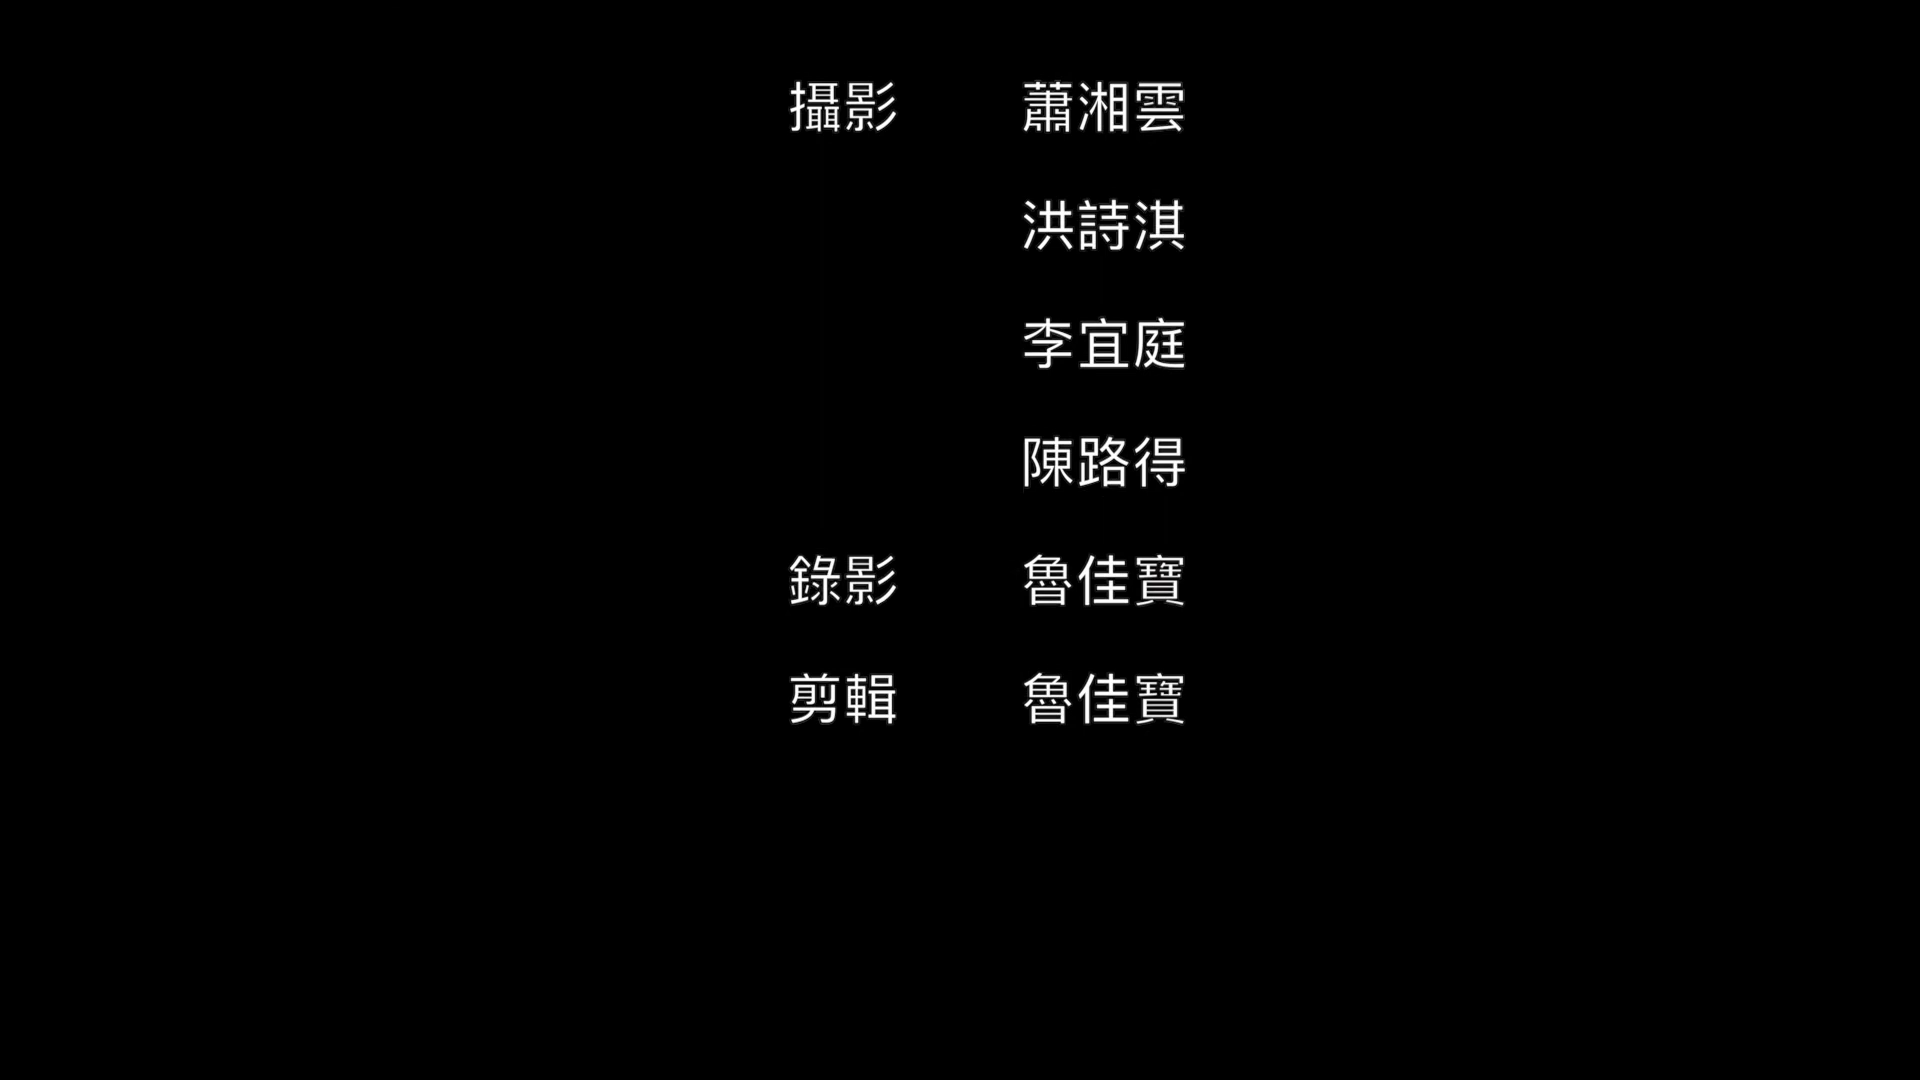 攝影 蕭湘雲
洪詩淇
李宜庭
陳路得
錄影 魯佳寶
剪輯 魯佳寶